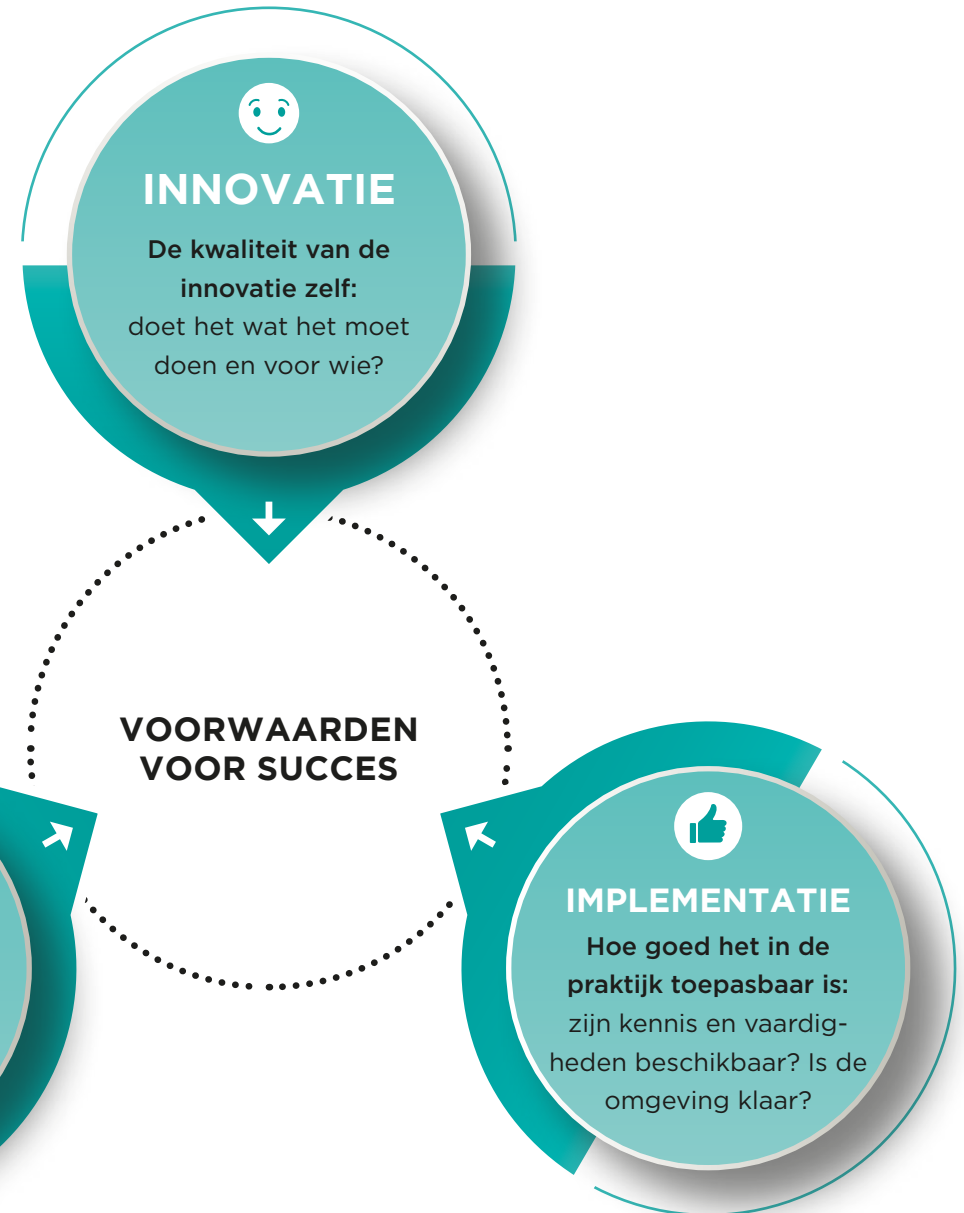 INNOVATIE
De kwaliteit van de
innovatie zelf:
doet het wat het moet
doen en voor wie?
VOORWAARDEN
VOOR SUCCES
IMPLEMENTATIE
Hoe goed het in de
praktijk toepasbaar is:
zijn kennis en vaardig-
heden beschikbaar? Is de
omgeving klaar?